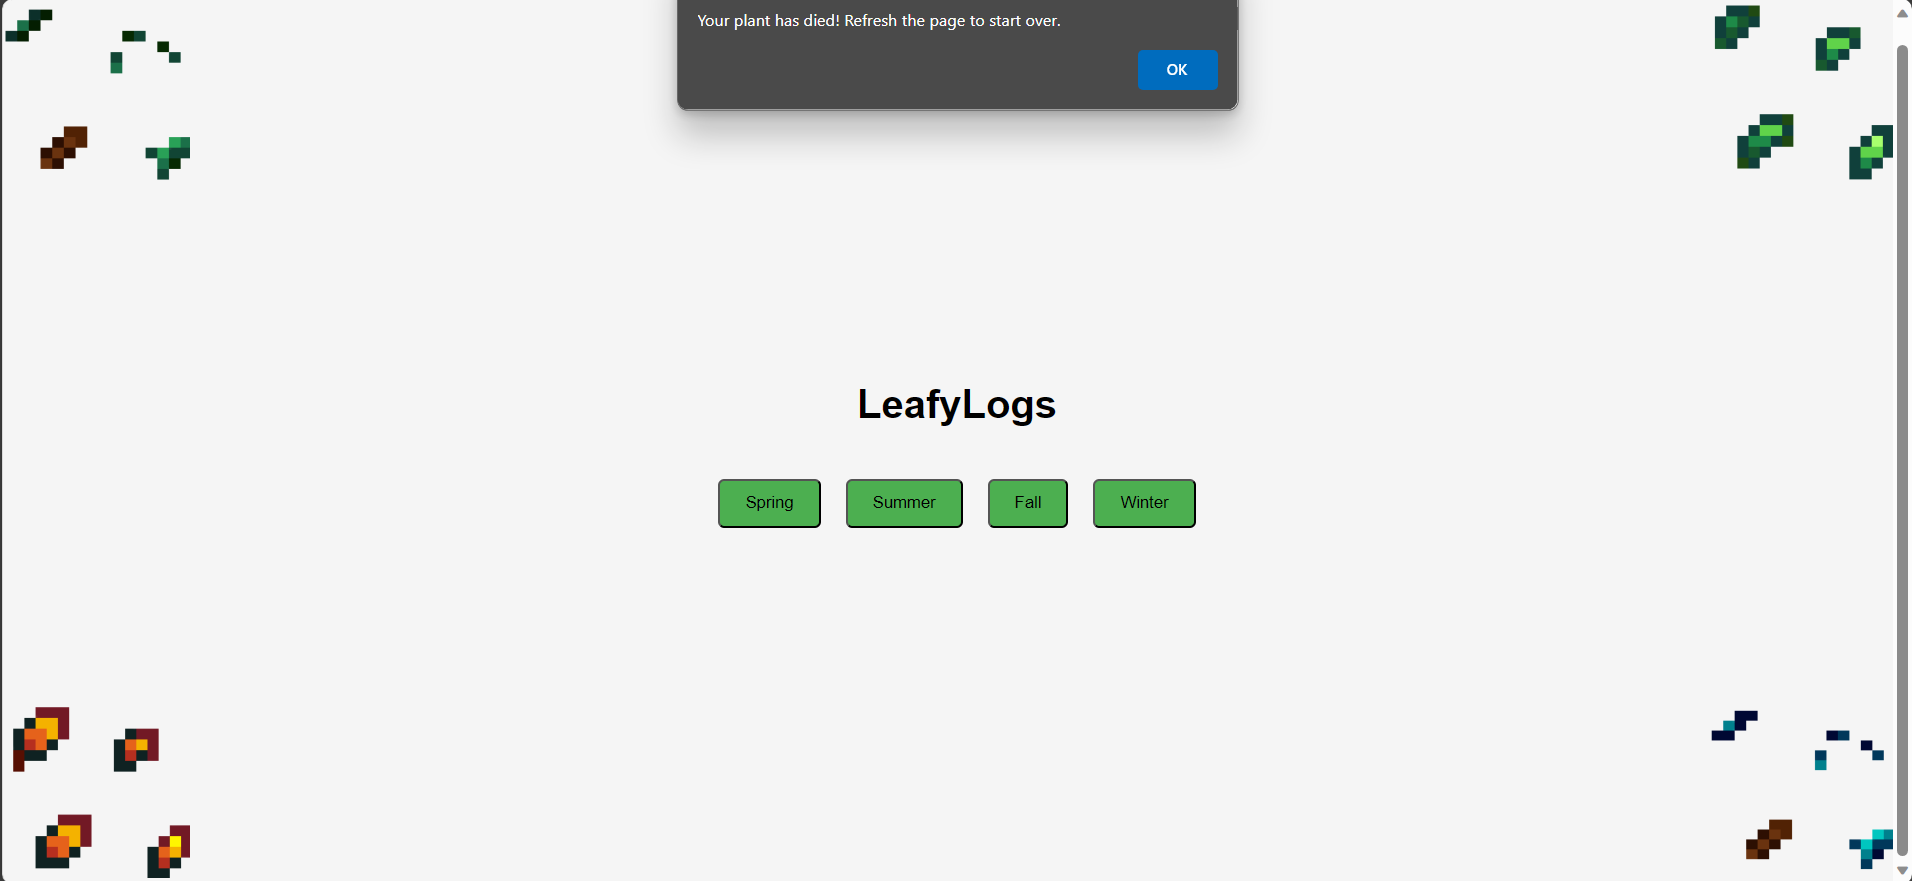 Your plant has died! Refresh the page to start over.
OK
LeafyLogs
Spring Summer Fall Winter